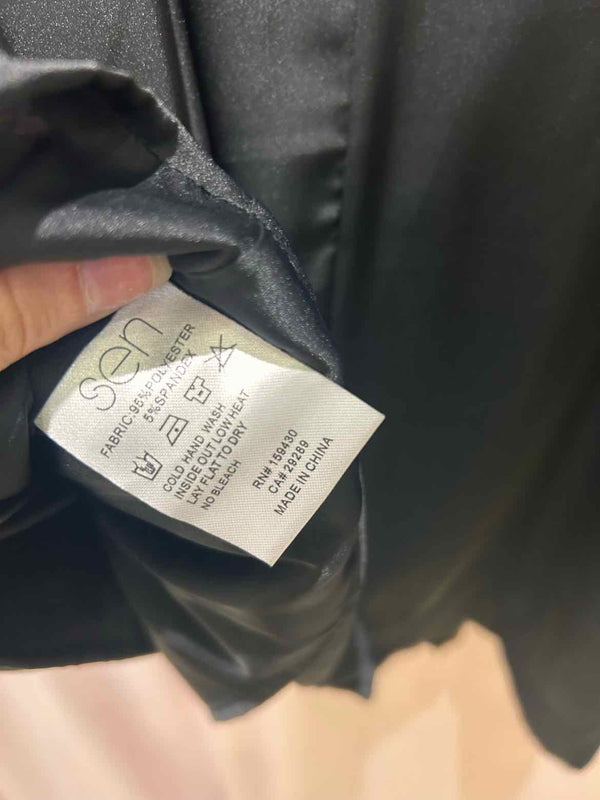 sen
FABRIC:95%POLYESTER
5%SPANDEX
COLD HAND WASH
INSIDE OUT LOW HEAT
LAY FLAT TO DRY
NO BLEACH
RN# 159430
CA# 29289
MADE IN CHINA